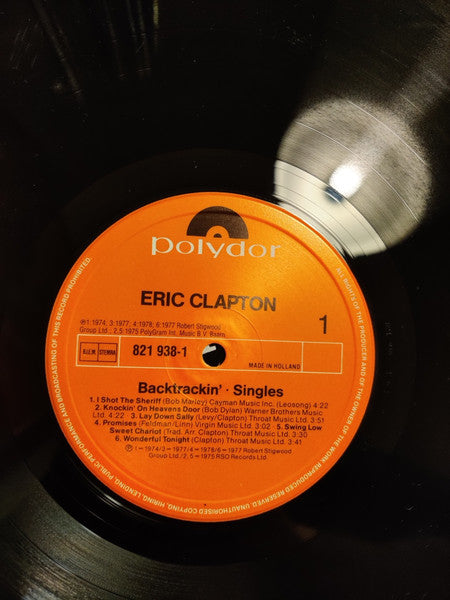 polydor
ERIC CLAPTON
℗1:1974; 3:1977; 4:1978; 6:1977 Robert Stigwood
Group Ltd.; 2,5:1975 PolyGram Int. Music B.V. Baarn
1
B.I.E.M. STEMRA
821 938-1
MADE IN HOLLAND
Backtrackin' · Singles
1. I Shot The Sheriff (Bob Marley) Cayman Music Inc. (Leosong) 4:22
2. Knockin' On Heavens Door (Bob Dylan) Warner Brothers Music
Ltd. 4:22 3. Lay Down Sally (Levy/Clapton) Throat Music Ltd. 3:51
4. Promises (Feldman/Linn) Virgin Music Ltd. 3:02 5. Swing Low
Sweet Chariot (Trad. Arr. Clapton) Throat Music Ltd. 3:30
6. Wonderful Tonight (Clapton) Throat Music Ltd. 3:41
℗ 1=1974/3=1977/4=1978/6=1977 Robert Stigwood
Group Ltd./2,5=1975 RSO Records Ltd.
ALL RIGHTS OF THE PRODUCER AND OF THE OWNER OF THE WORK REPRODUCED RESERVED. UNAUTHORISED COPYING, HIRING, LENDING, PUBLIC PERFORMANCE AND BROADCASTING OF THIS RECORD PROHIBITED.